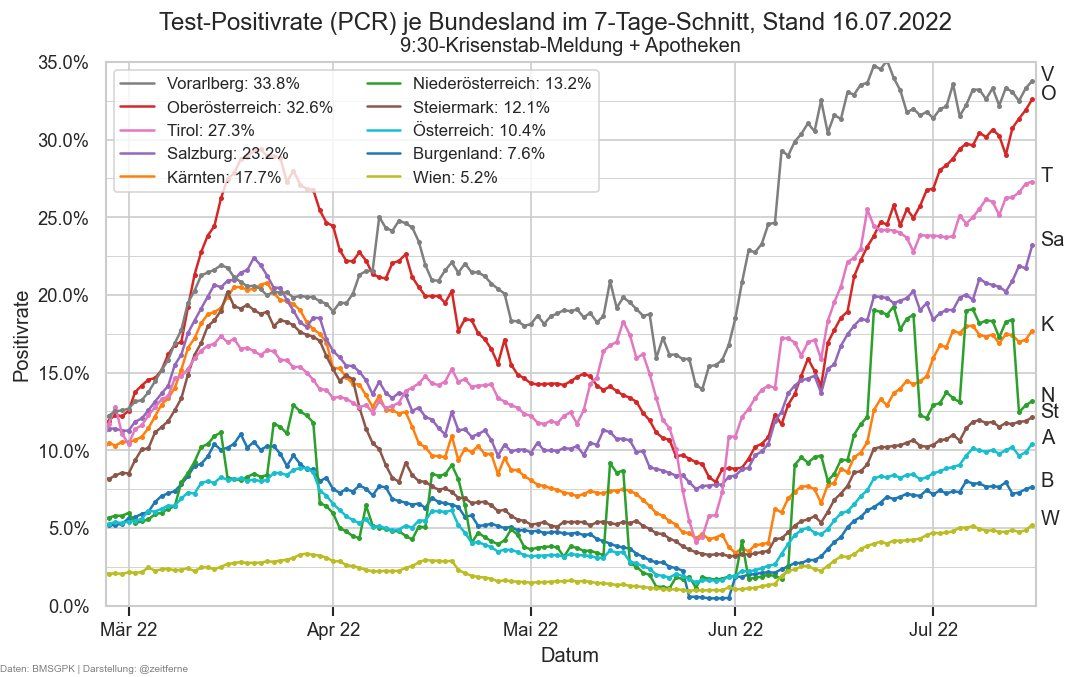 Test-Positivrate (PCR) je Bundesland im 7-Tage-Schnitt, Stand 16.07.2022
9:30-Krisenstab-Meldung + Apotheken
Vorarlberg: 33.8%
Oberösterreich: 32.6%
Tirol: 27.3%
Salzburg: 23.2%
Kärnten: 17.7%
Niederösterreich: 13.2%
Steiermark: 12.1%
Österreich: 10.4%
Burgenland: 7.6%
Wien: 5.2%
35.0%
30.0%
25.0%
20.0%
15.0%
10.0%
5.0%
0.0%
Positivrate
V
O
T
Sa
K
N
St
A
B
W
Mär 22
Apr 22
Mai 22
Jun 22
Jul 22
Datum
Daten: BMSGPK | Darstellung: @zeitferne